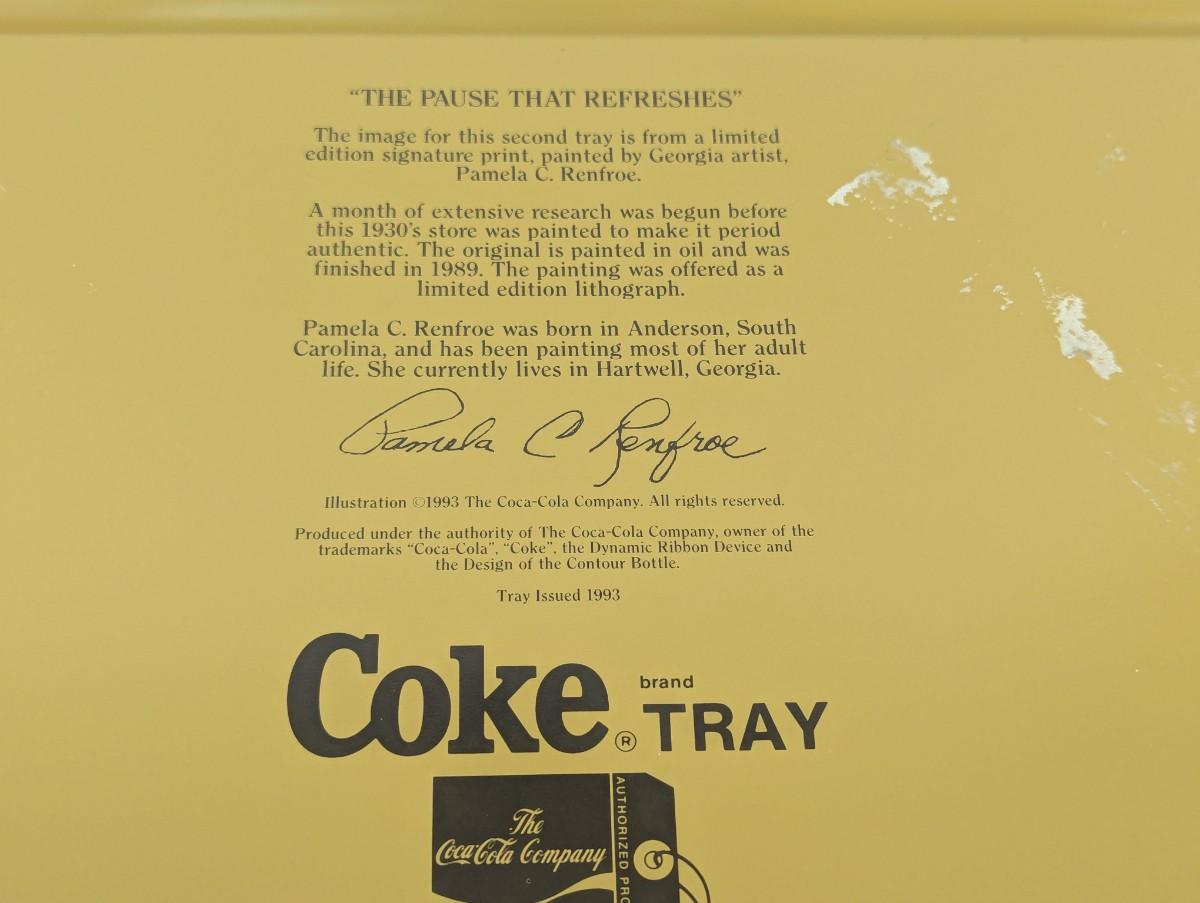 “THE PAUSE THAT REFRESHES”
The image for this second tray is from a limited
edition signature print, painted by Georgia artist,
Pamela C. Renfroe.
A month of extensive research was begun before
this 1930’s store was painted to make it period
authentic. The original is painted in oil and was
finished in 1989. The painting was offered as a
limited edition lithograph.
Pamela C. Renfroe was born in Anderson, South
Carolina, and has been painting most of her adult
life. She currently lives in Hartwell, Georgia.
Pamela C Renfroe
Illustration ©1993 The Coca-Cola Company. All rights reserved.
Produced under the authority of The Coca-Cola Company, owner of the
trademarks “Coca-Cola”, “Coke”, the Dynamic Ribbon Device and
the Design of the Contour Bottle.
Tray Issued 1993
Coke® brand
TRAY
The
Coca-Cola Company
AUTHORIZED PRO